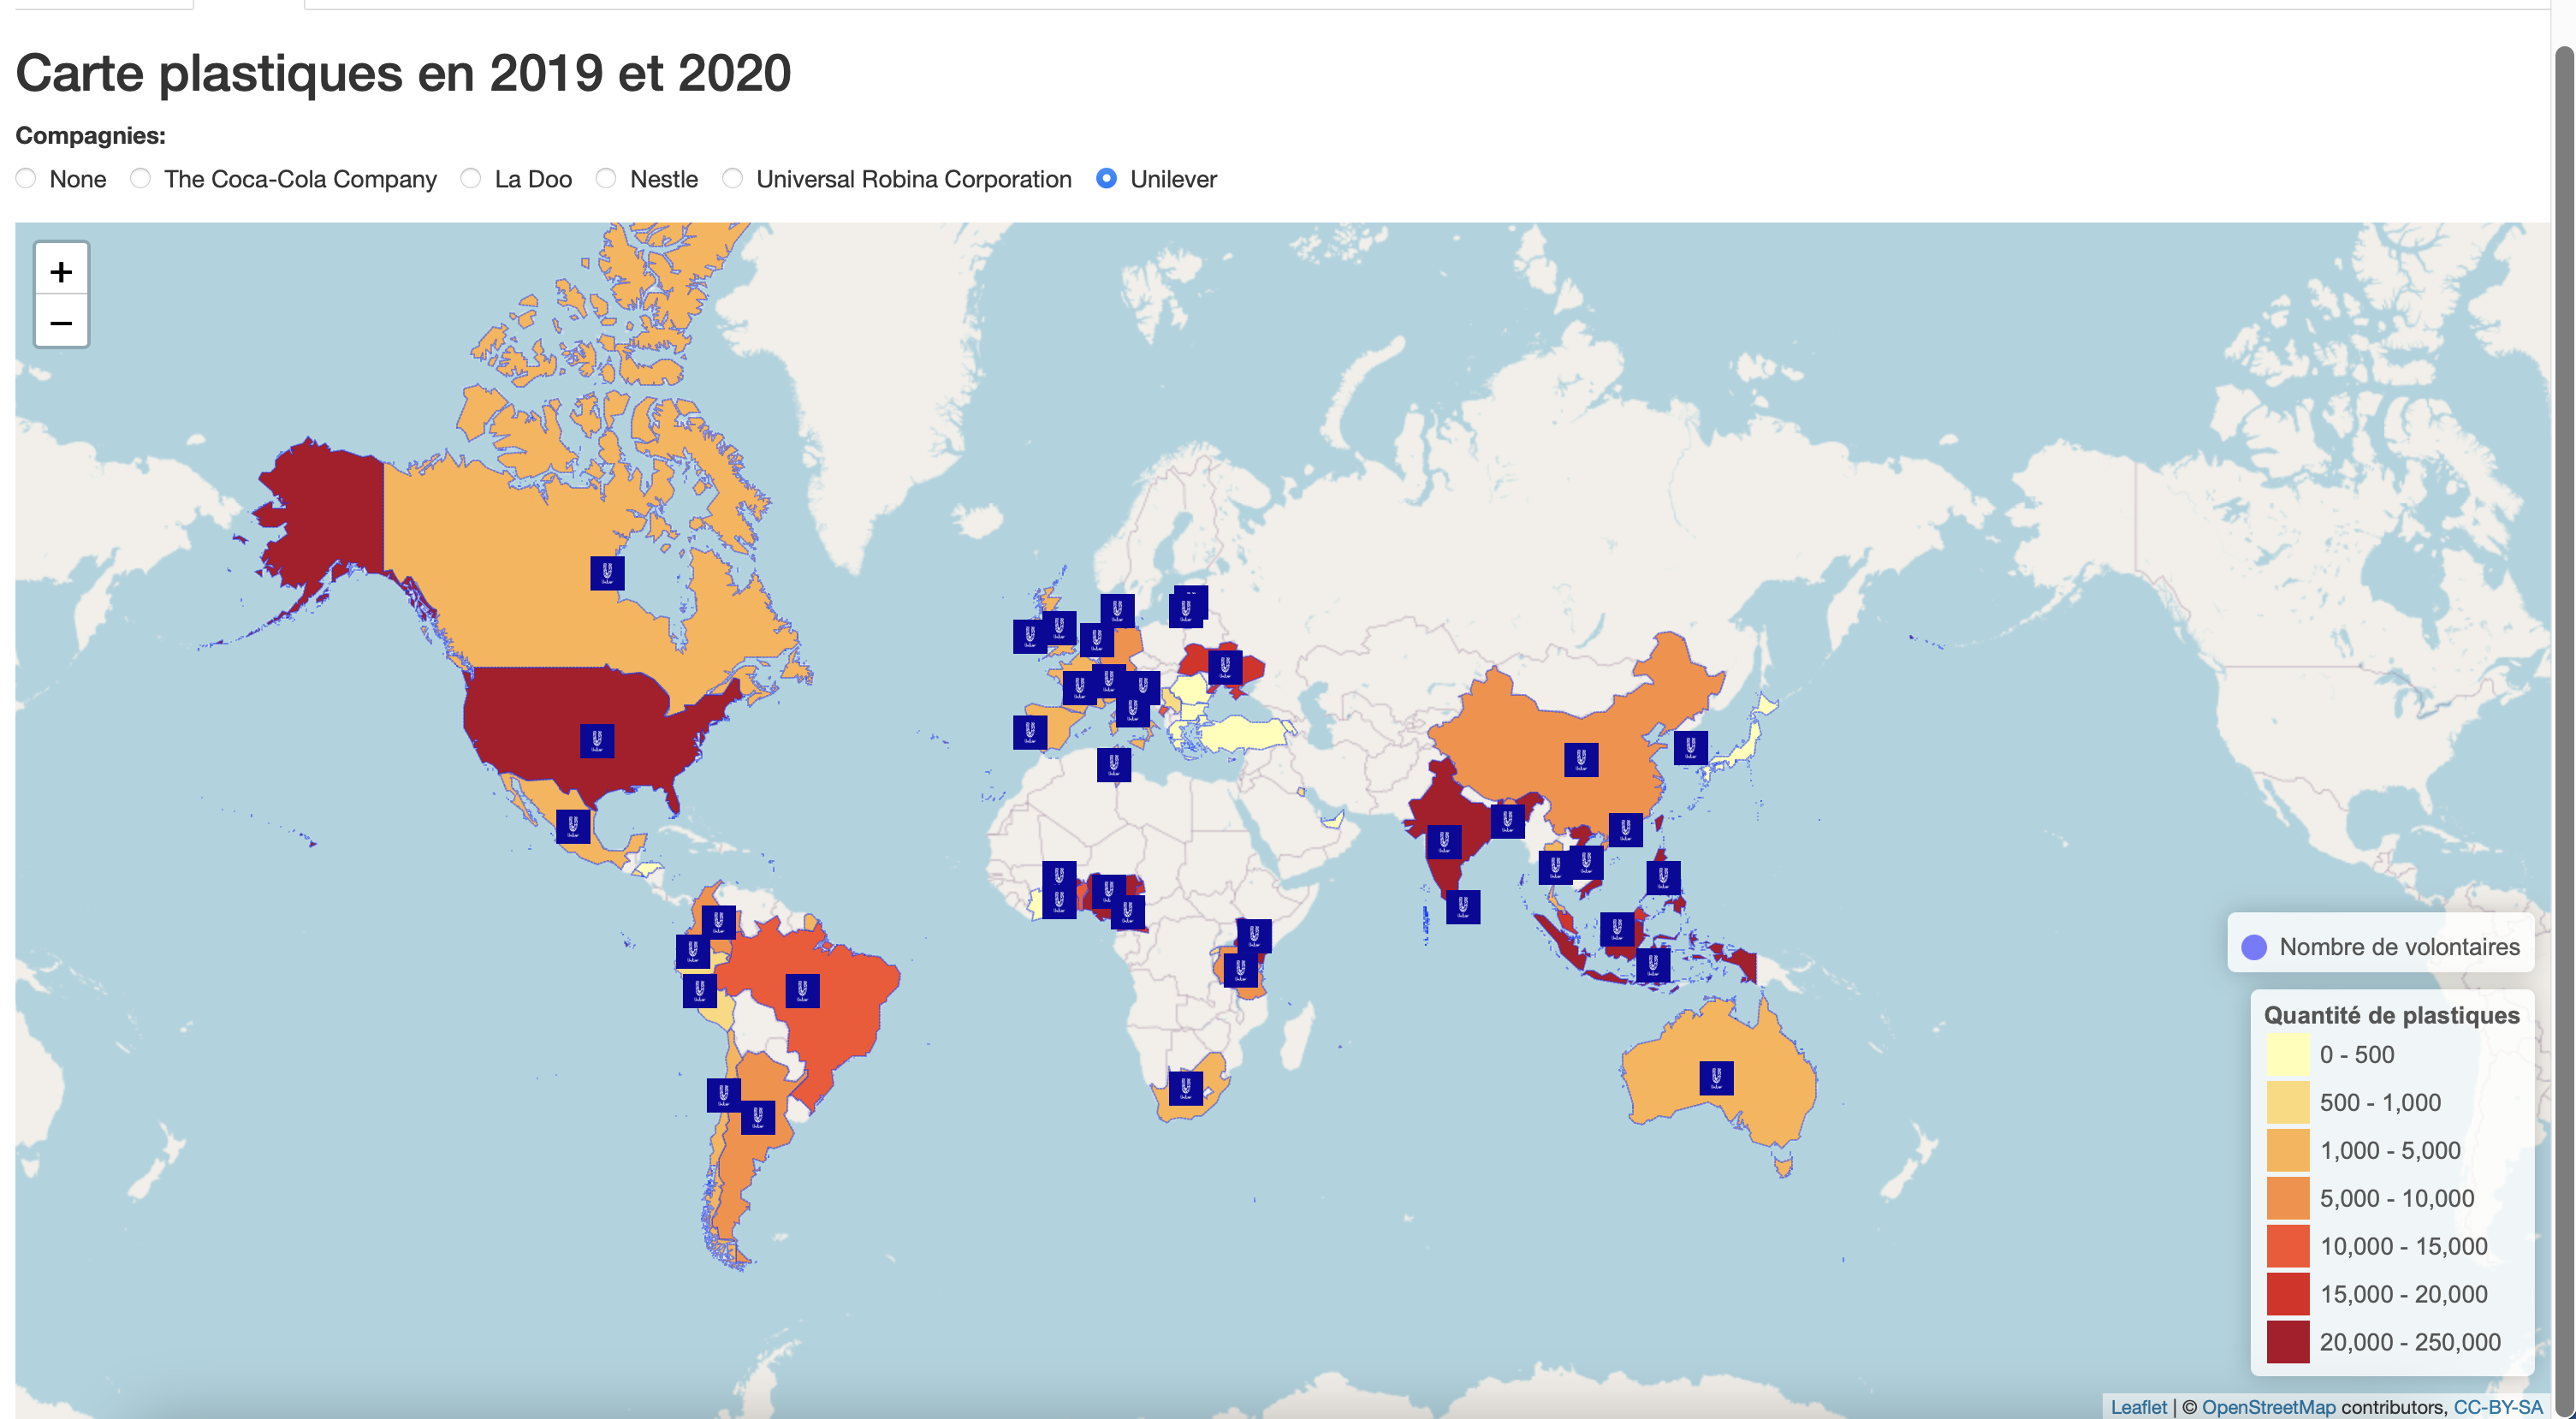 Carte plastiques en 2019 et 2020
Compagnies:
None The Coca-Cola Company La Doo Nestle Universal Robina Corporation Unilever
+
−
Nombre de volontaires
Quantité de plastiques
0 - 500
500 - 1,000
1,000 - 5,000
5,000 - 10,000
10,000 - 15,000
15,000 - 20,000
20,000 - 250,000
Leaflet | © OpenStreetMap contributors, CC-BY-SA